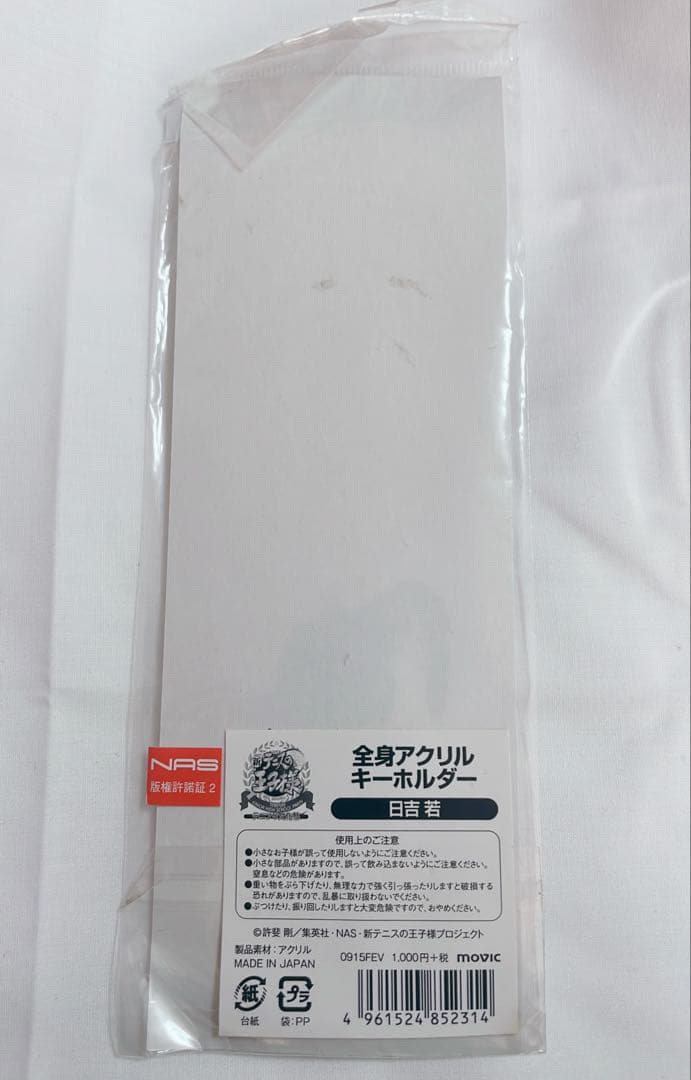 NAS
版権許諾証 2
新テニスの
王子様
全身アクリル
キーホルダー
日吉 若
使用上のご注意
●小さなお子様が誤って使用しないようにご注意ください。
●小さな部品がありますので、誤って飲み込まないようにご注意ください。
窒息などの危険があります。
●重い物をぶら下げたり、無理な力で強く引っ張ったりしますと破損する
恐れがありますので、乱暴に取り扱わないでください。
●ぶつけたり、振り回したりしますと大変危険ですので、おやめください。
©許斐 剛／集英社・NAS・新テニスの王子様プロジェクト
製品素材：アクリル
MADE IN JAPAN
0915FEV 1,000円+税 movic
紙
台紙
プラ
袋：PP
4 961524 852314